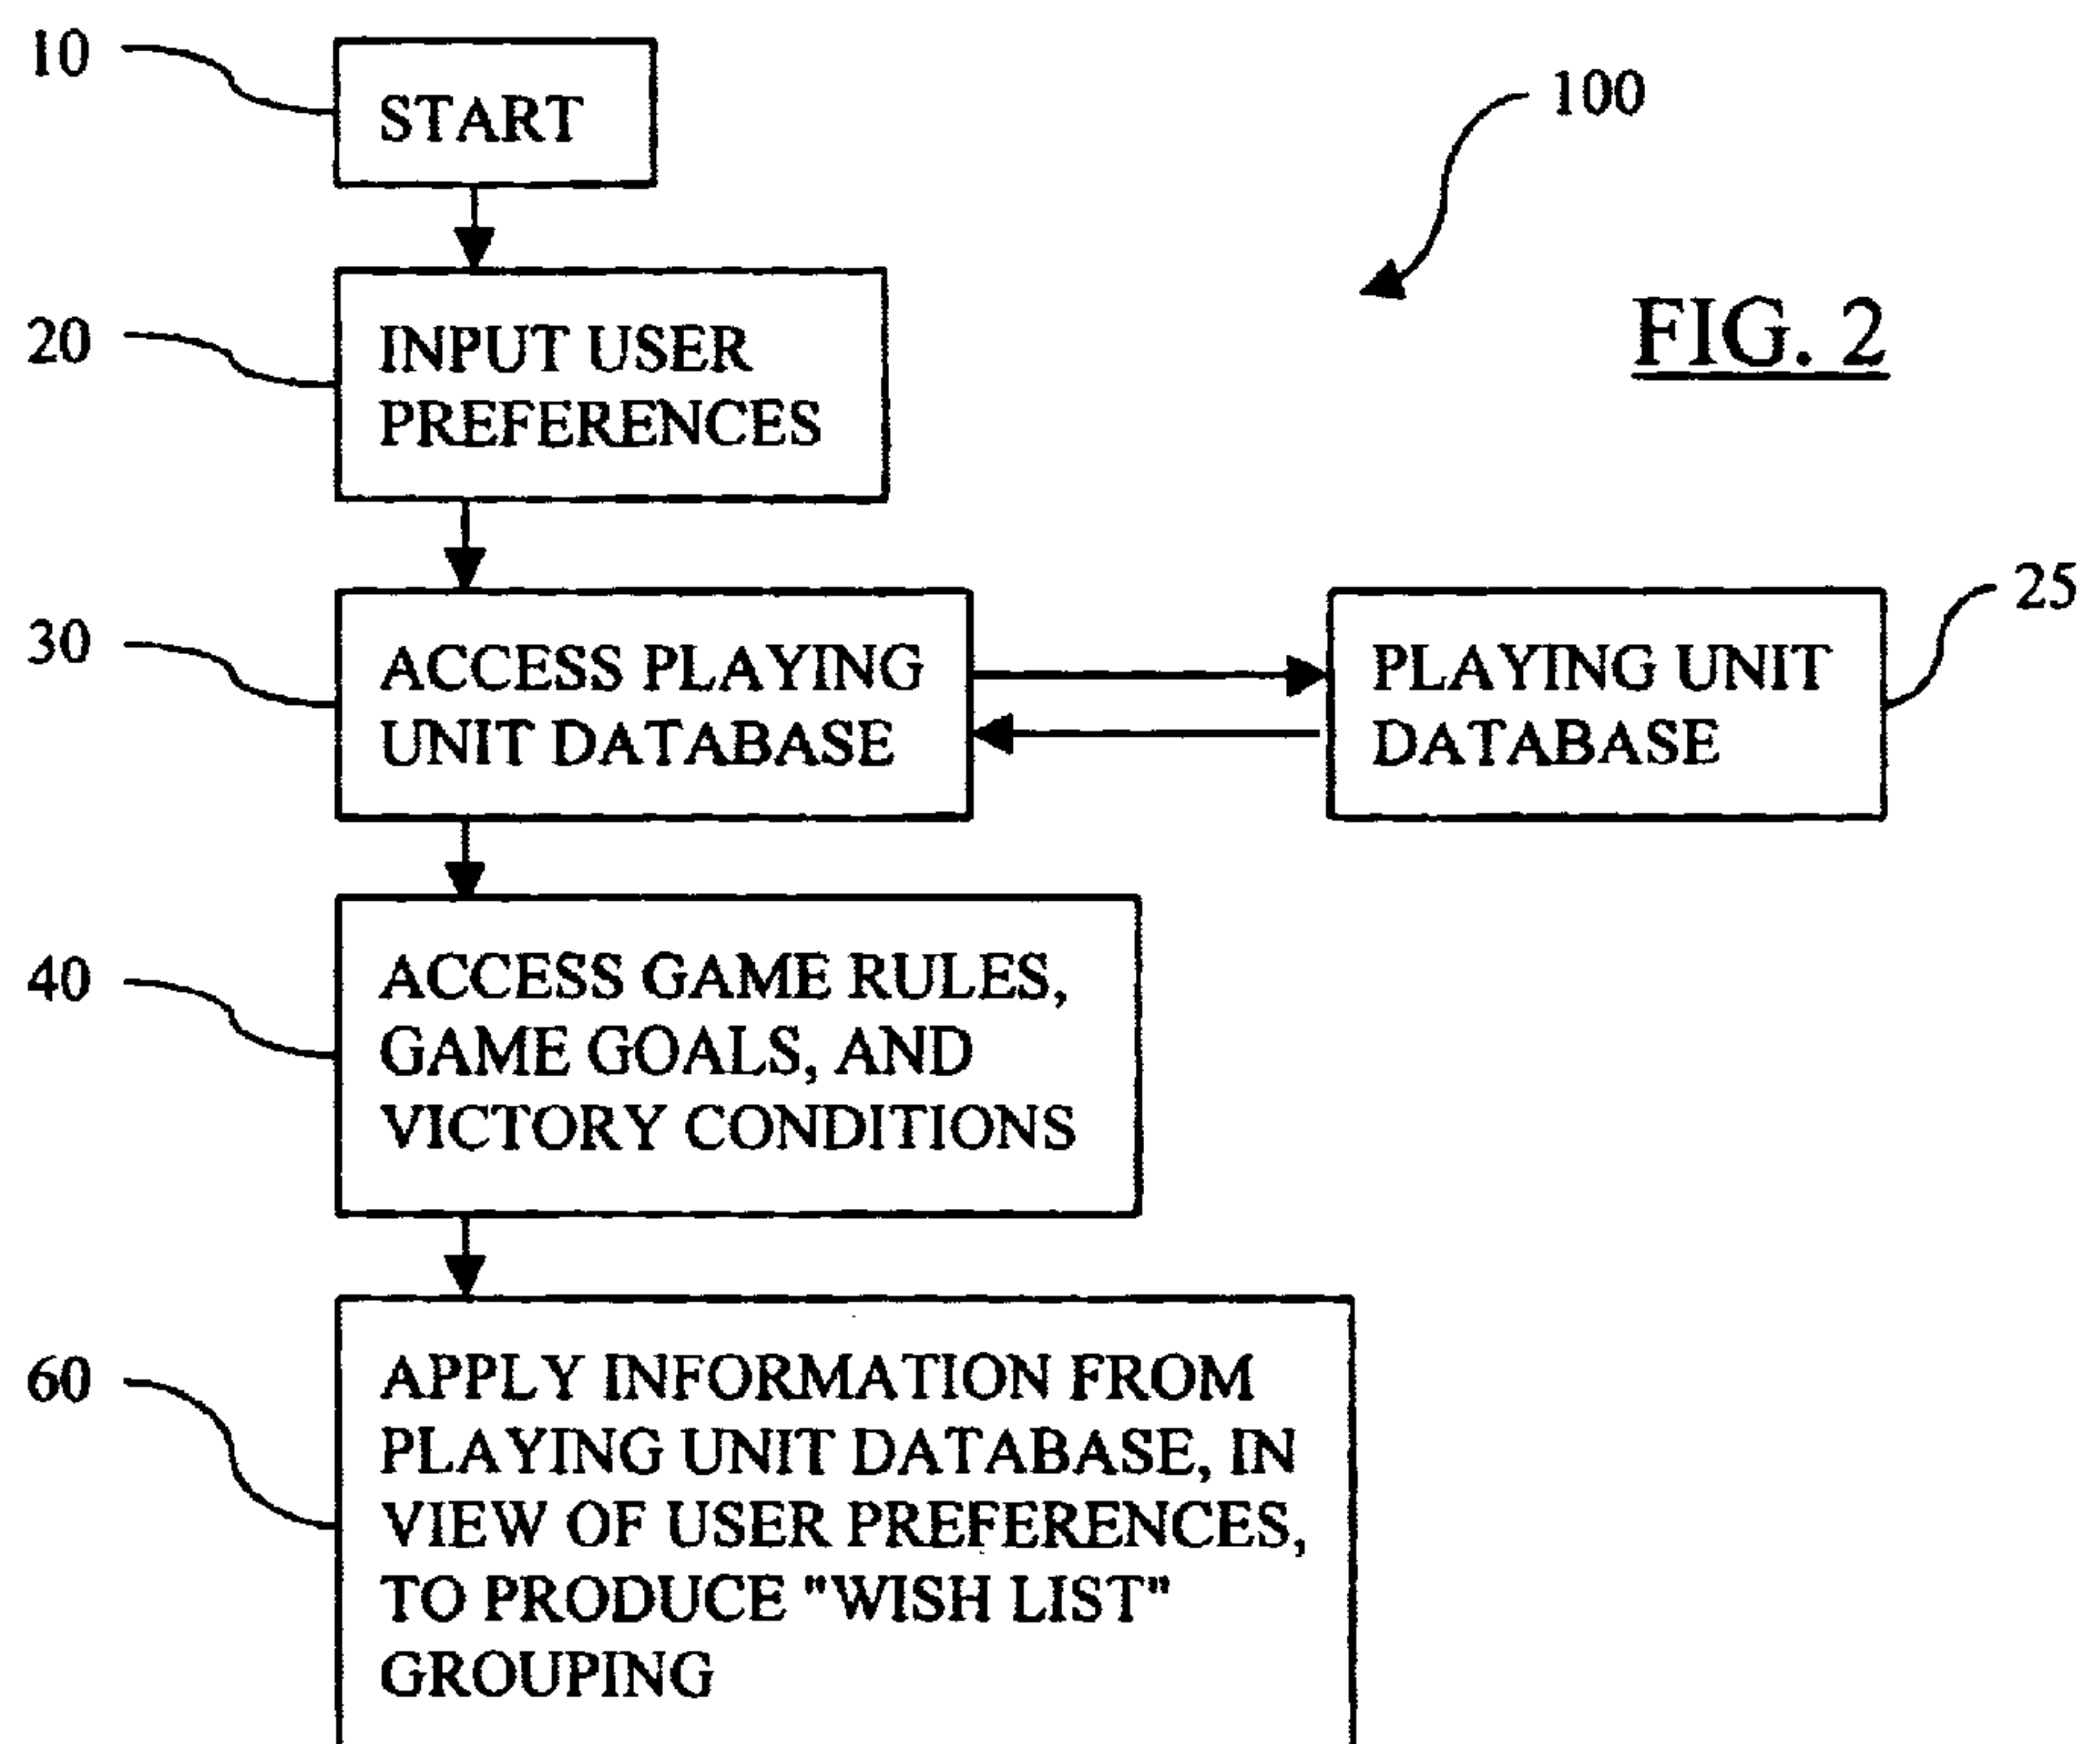 10
START
100
20
INPUT USER
PREFERENCES
FIG. 2
30
ACCESS PLAYING
UNIT DATABASE
PLAYING UNIT
DATABASE
25
40
ACCESS GAME RULES,
GAME GOALS, AND
VICTORY CONDITIONS
60
APPLY INFORMATION FROM
PLAYING UNIT DATABASE, IN
VIEW OF USER PREFERENCES,
TO PRODUCE "WISH LIST"
GROUPING